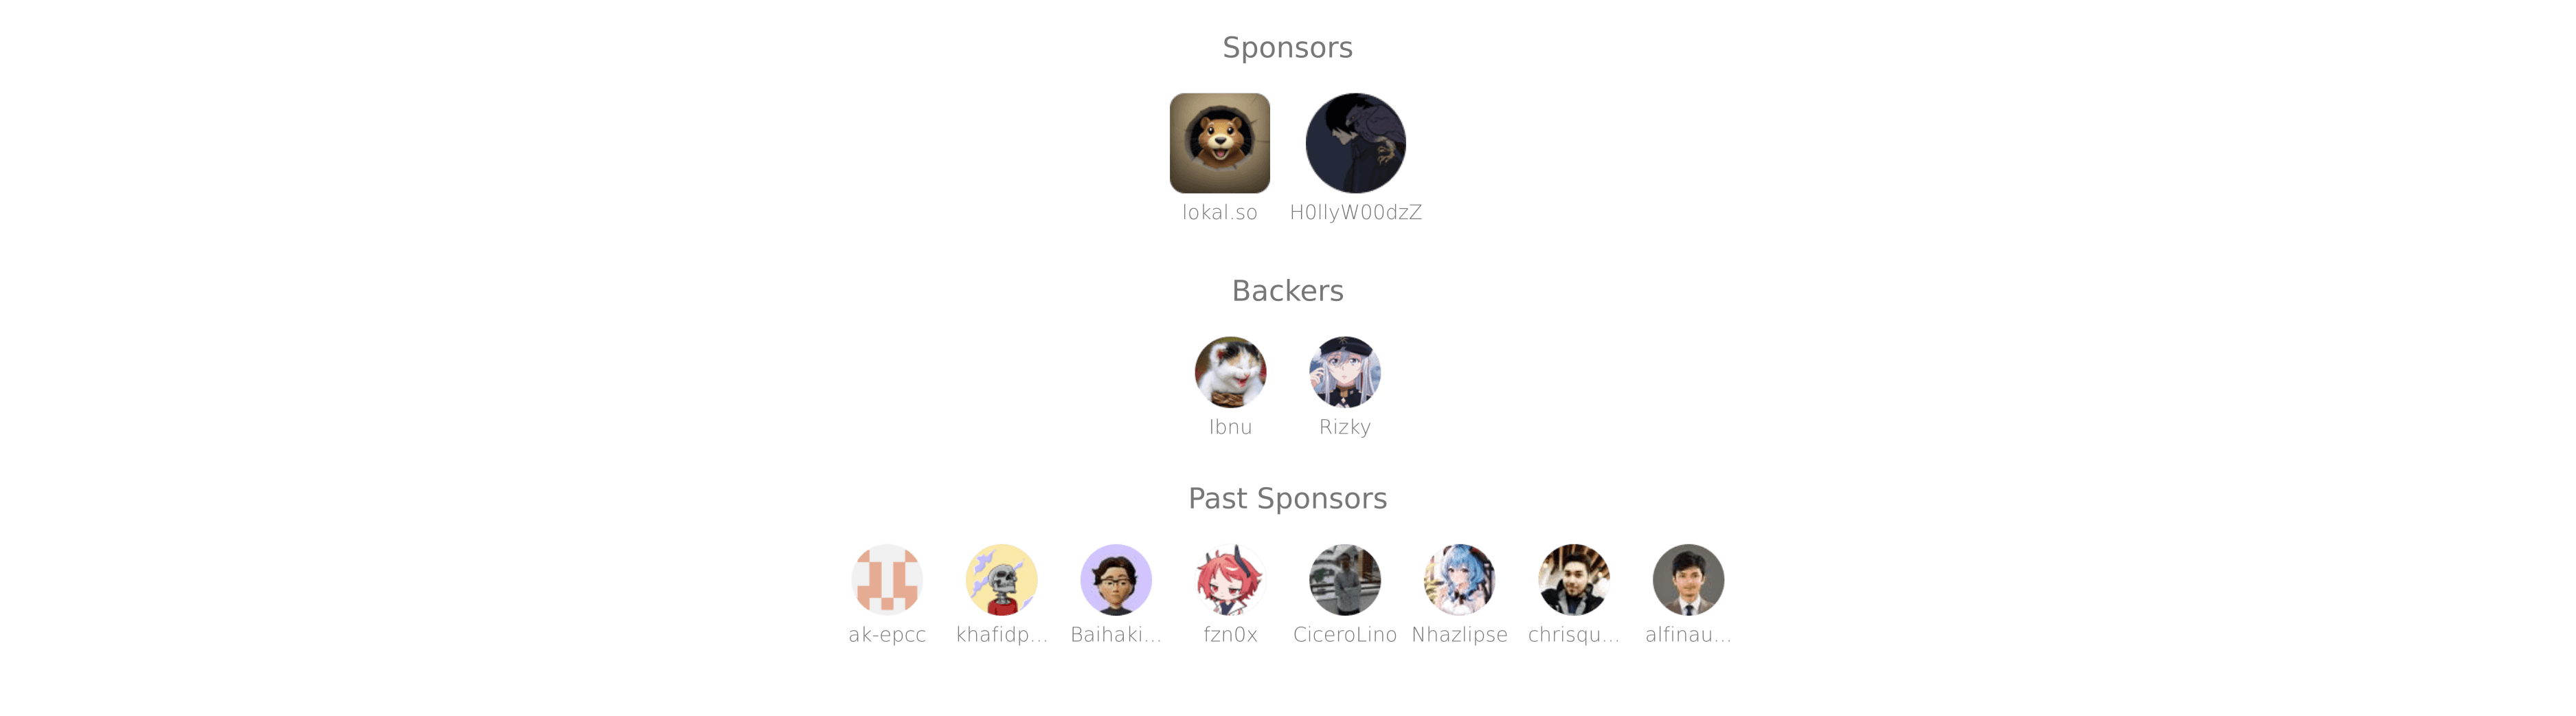 Sponsors
lokal.so H0llyW00dzZ
Backers
Ibnu Rizky
Past Sponsors
ak-epcc khafidp... Baihaki... fzn0x CiceroLino Nhazlipse chrisqu... alfinau...